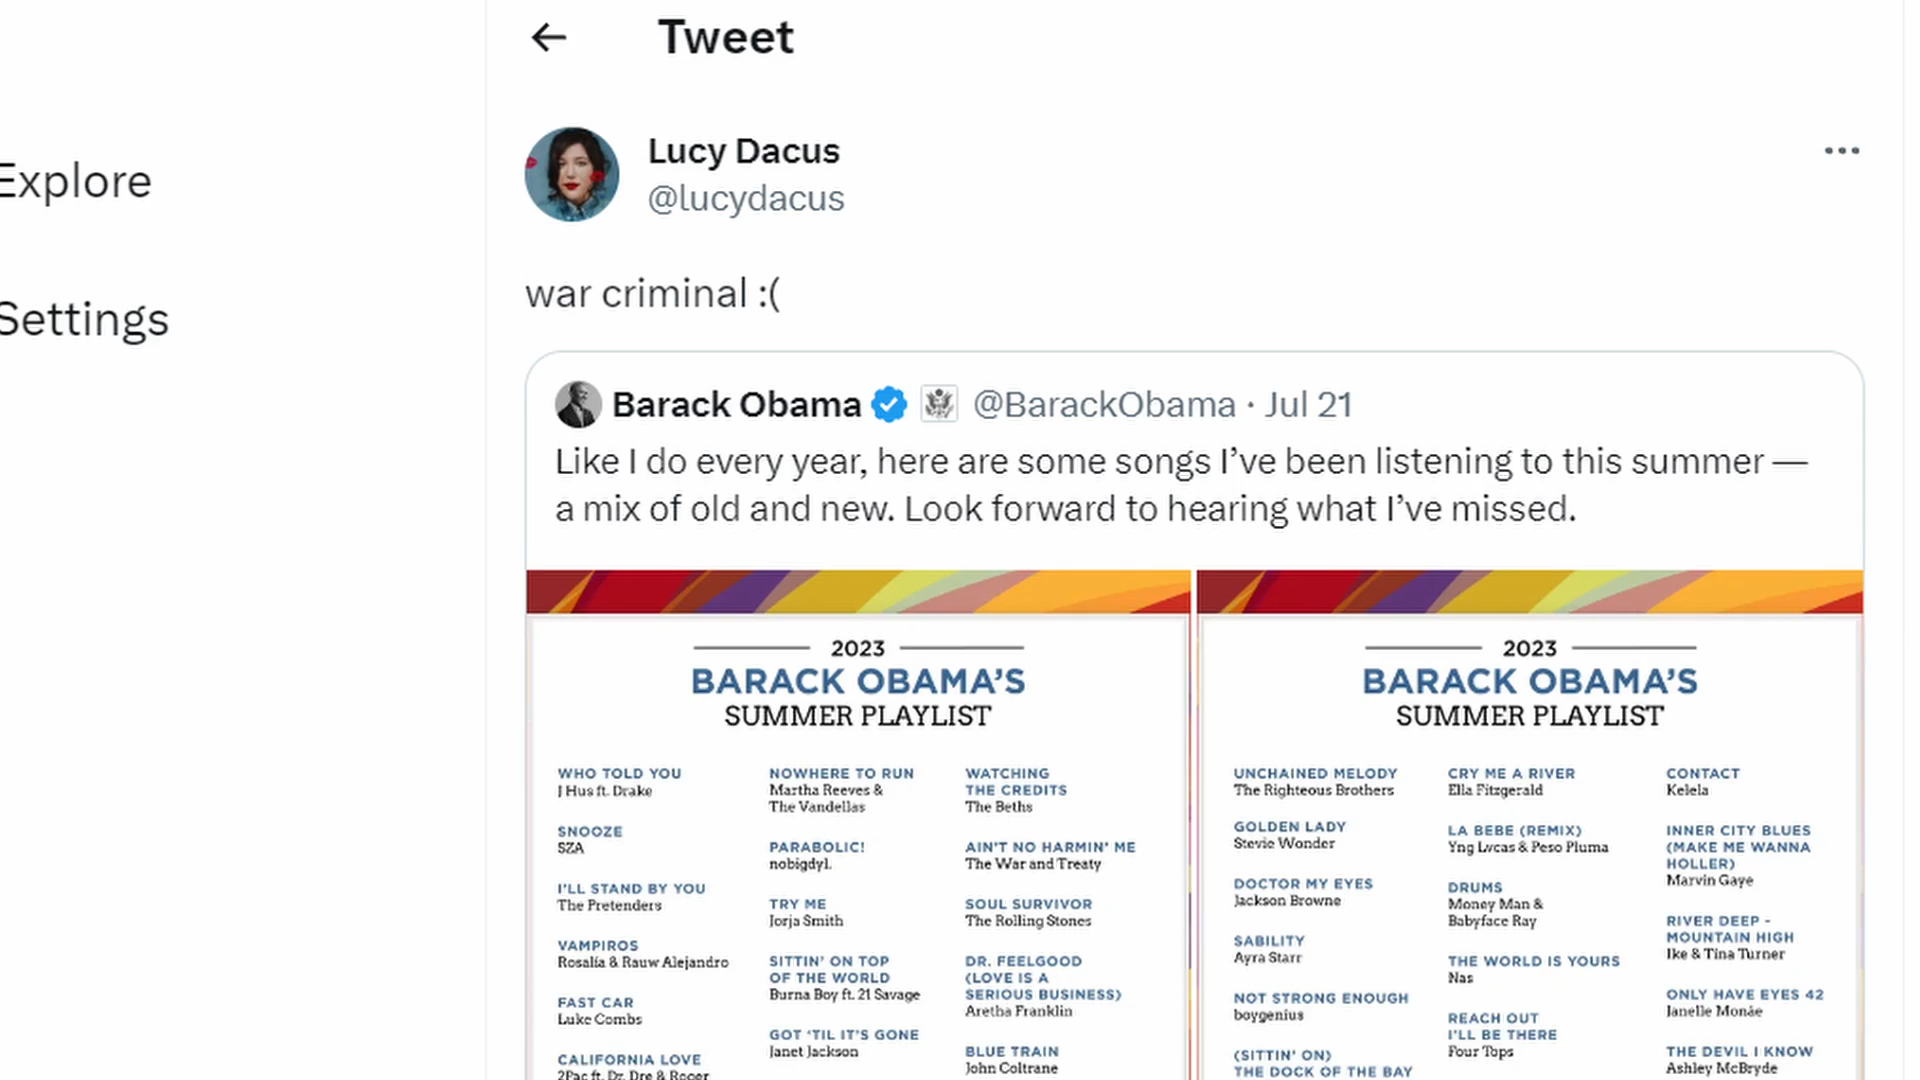 Tweet
Explore
Settings
Lucy Dacus
@lucydacus
war criminal :(
Barack Obama @BarackObama · Jul 21
Like I do every year, here are some songs I’ve been listening to this summer —
a mix of old and new. Look forward to hearing what I’ve missed.
2023
BARACK OBAMA’S
SUMMER PLAYLIST
WHO TOLD YOU
J Hus ft. Drake
SNOOZE
SZA
I’LL STAND BY YOU
The Pretenders
VAMPIROS
Rosalía & Rauw Alejandro
FAST CAR
Luke Combs
CALIFORNIA LOVE
2Pac ft. Dr. Dre & Roger
NOWHERE TO RUN
Martha Reeves &
The Vandellas
PARABOLIC!
nobigdyl.
TRY ME
Jorja Smith
SITTIN’ ON TOP
OF THE WORLD
Burna Boy ft. 21 Savage
GOT ‘TIL IT’S GONE
Janet Jackson
WATCHING
THE CREDITS
The Beths
AIN’T NO HARMIN’ ME
The War and Treaty
SOUL SURVIVOR
The Rolling Stones
DR. FEELGOOD
(LOVE IS A
SERIOUS BUSINESS)
Aretha Franklin
BLUE TRAIN
John Coltrane
2023
BARACK OBAMA’S
SUMMER PLAYLIST
UNCHAINED MELODY
The Righteous Brothers
GOLDEN LADY
Stevie Wonder
DOCTOR MY EYES
Jackson Browne
SABILITY
Ayra Starr
NOT STRONG ENOUGH
boygenius
(SITTIN’ ON)
THE DOCK OF THE BAY
CRY ME A RIVER
Ella Fitzgerald
LA BEBE (REMIX)
Yng Lvcas & Peso Pluma
DRUMS
Money Man &
Babyface Ray
THE WORLD IS YOURS
Nas
REACH OUT
I’LL BE THERE
Four Tops
CONTACT
Kelela
INNER CITY BLUES
(MAKE ME WANNA
HOLLER)
Marvin Gaye
RIVER DEEP -
MOUNTAIN HIGH
Ike & Tina Turner
ONLY HAVE EYES 42
Janelle Monáe
THE DEVIL I KNOW
Ashley McBryde